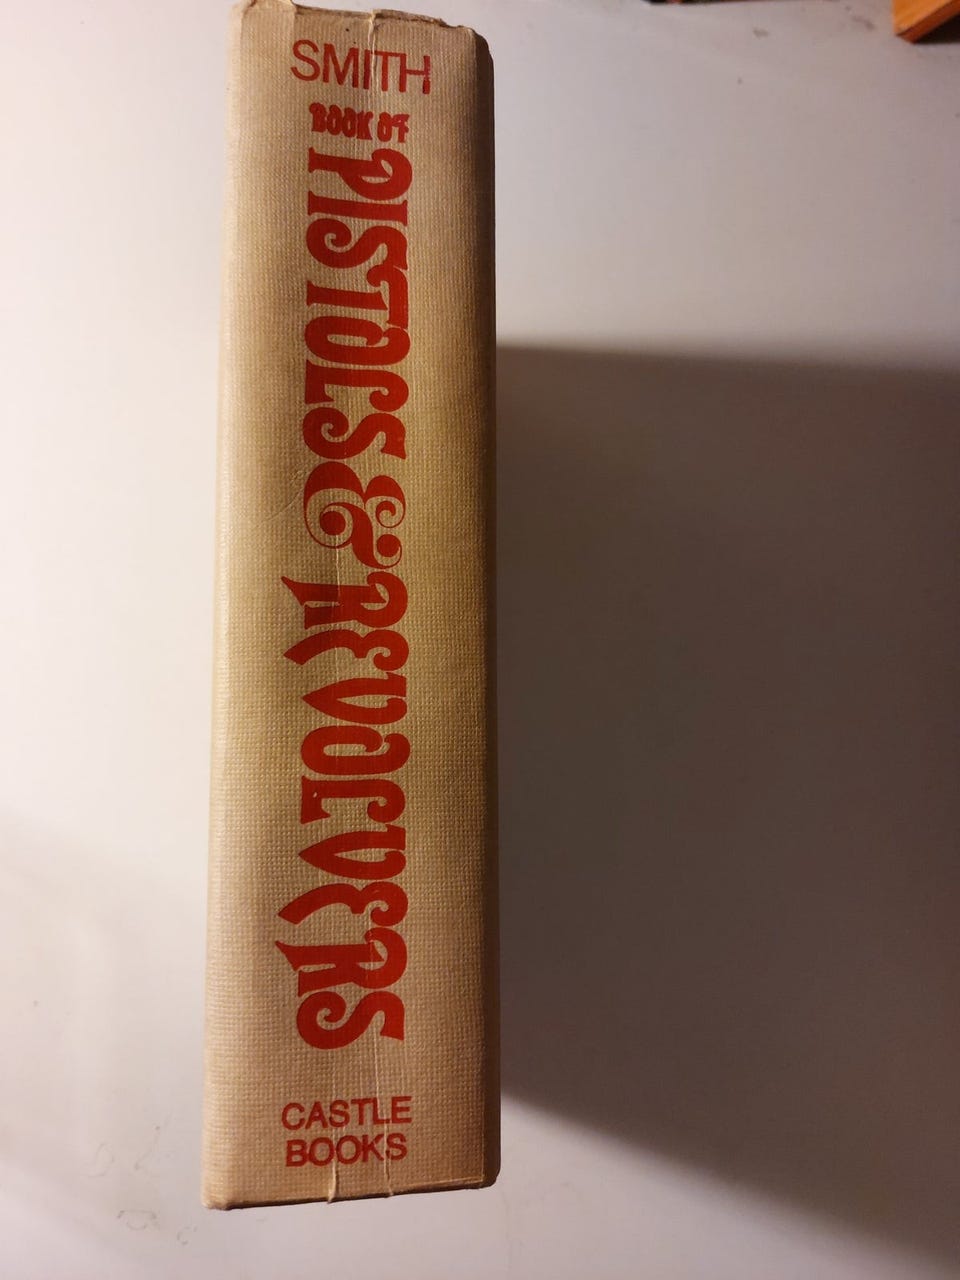 SMITH
BOOK OF
PISTOLS & REVOLVERS
CASTLE
BOOKS